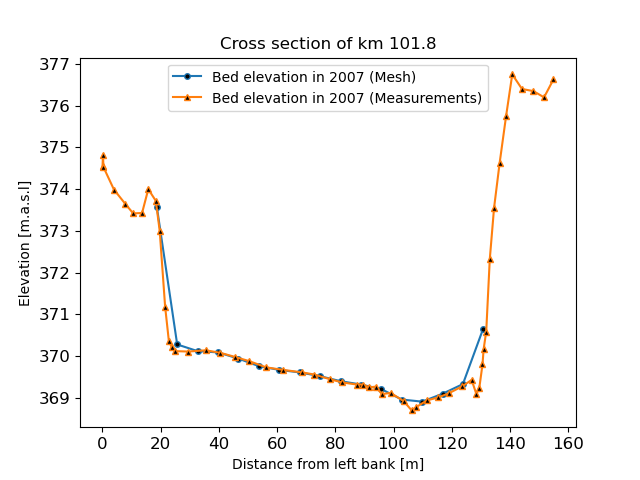 Cross section of km 101.8
Bed elevation in 2007 (Mesh)
Bed elevation in 2007 (Measurements)
Elevation [m.a.s.l]
377
376
375
374
373
372
371
370
369
0 20 40 60 80 100 120 140 160
Distance from left bank [m]